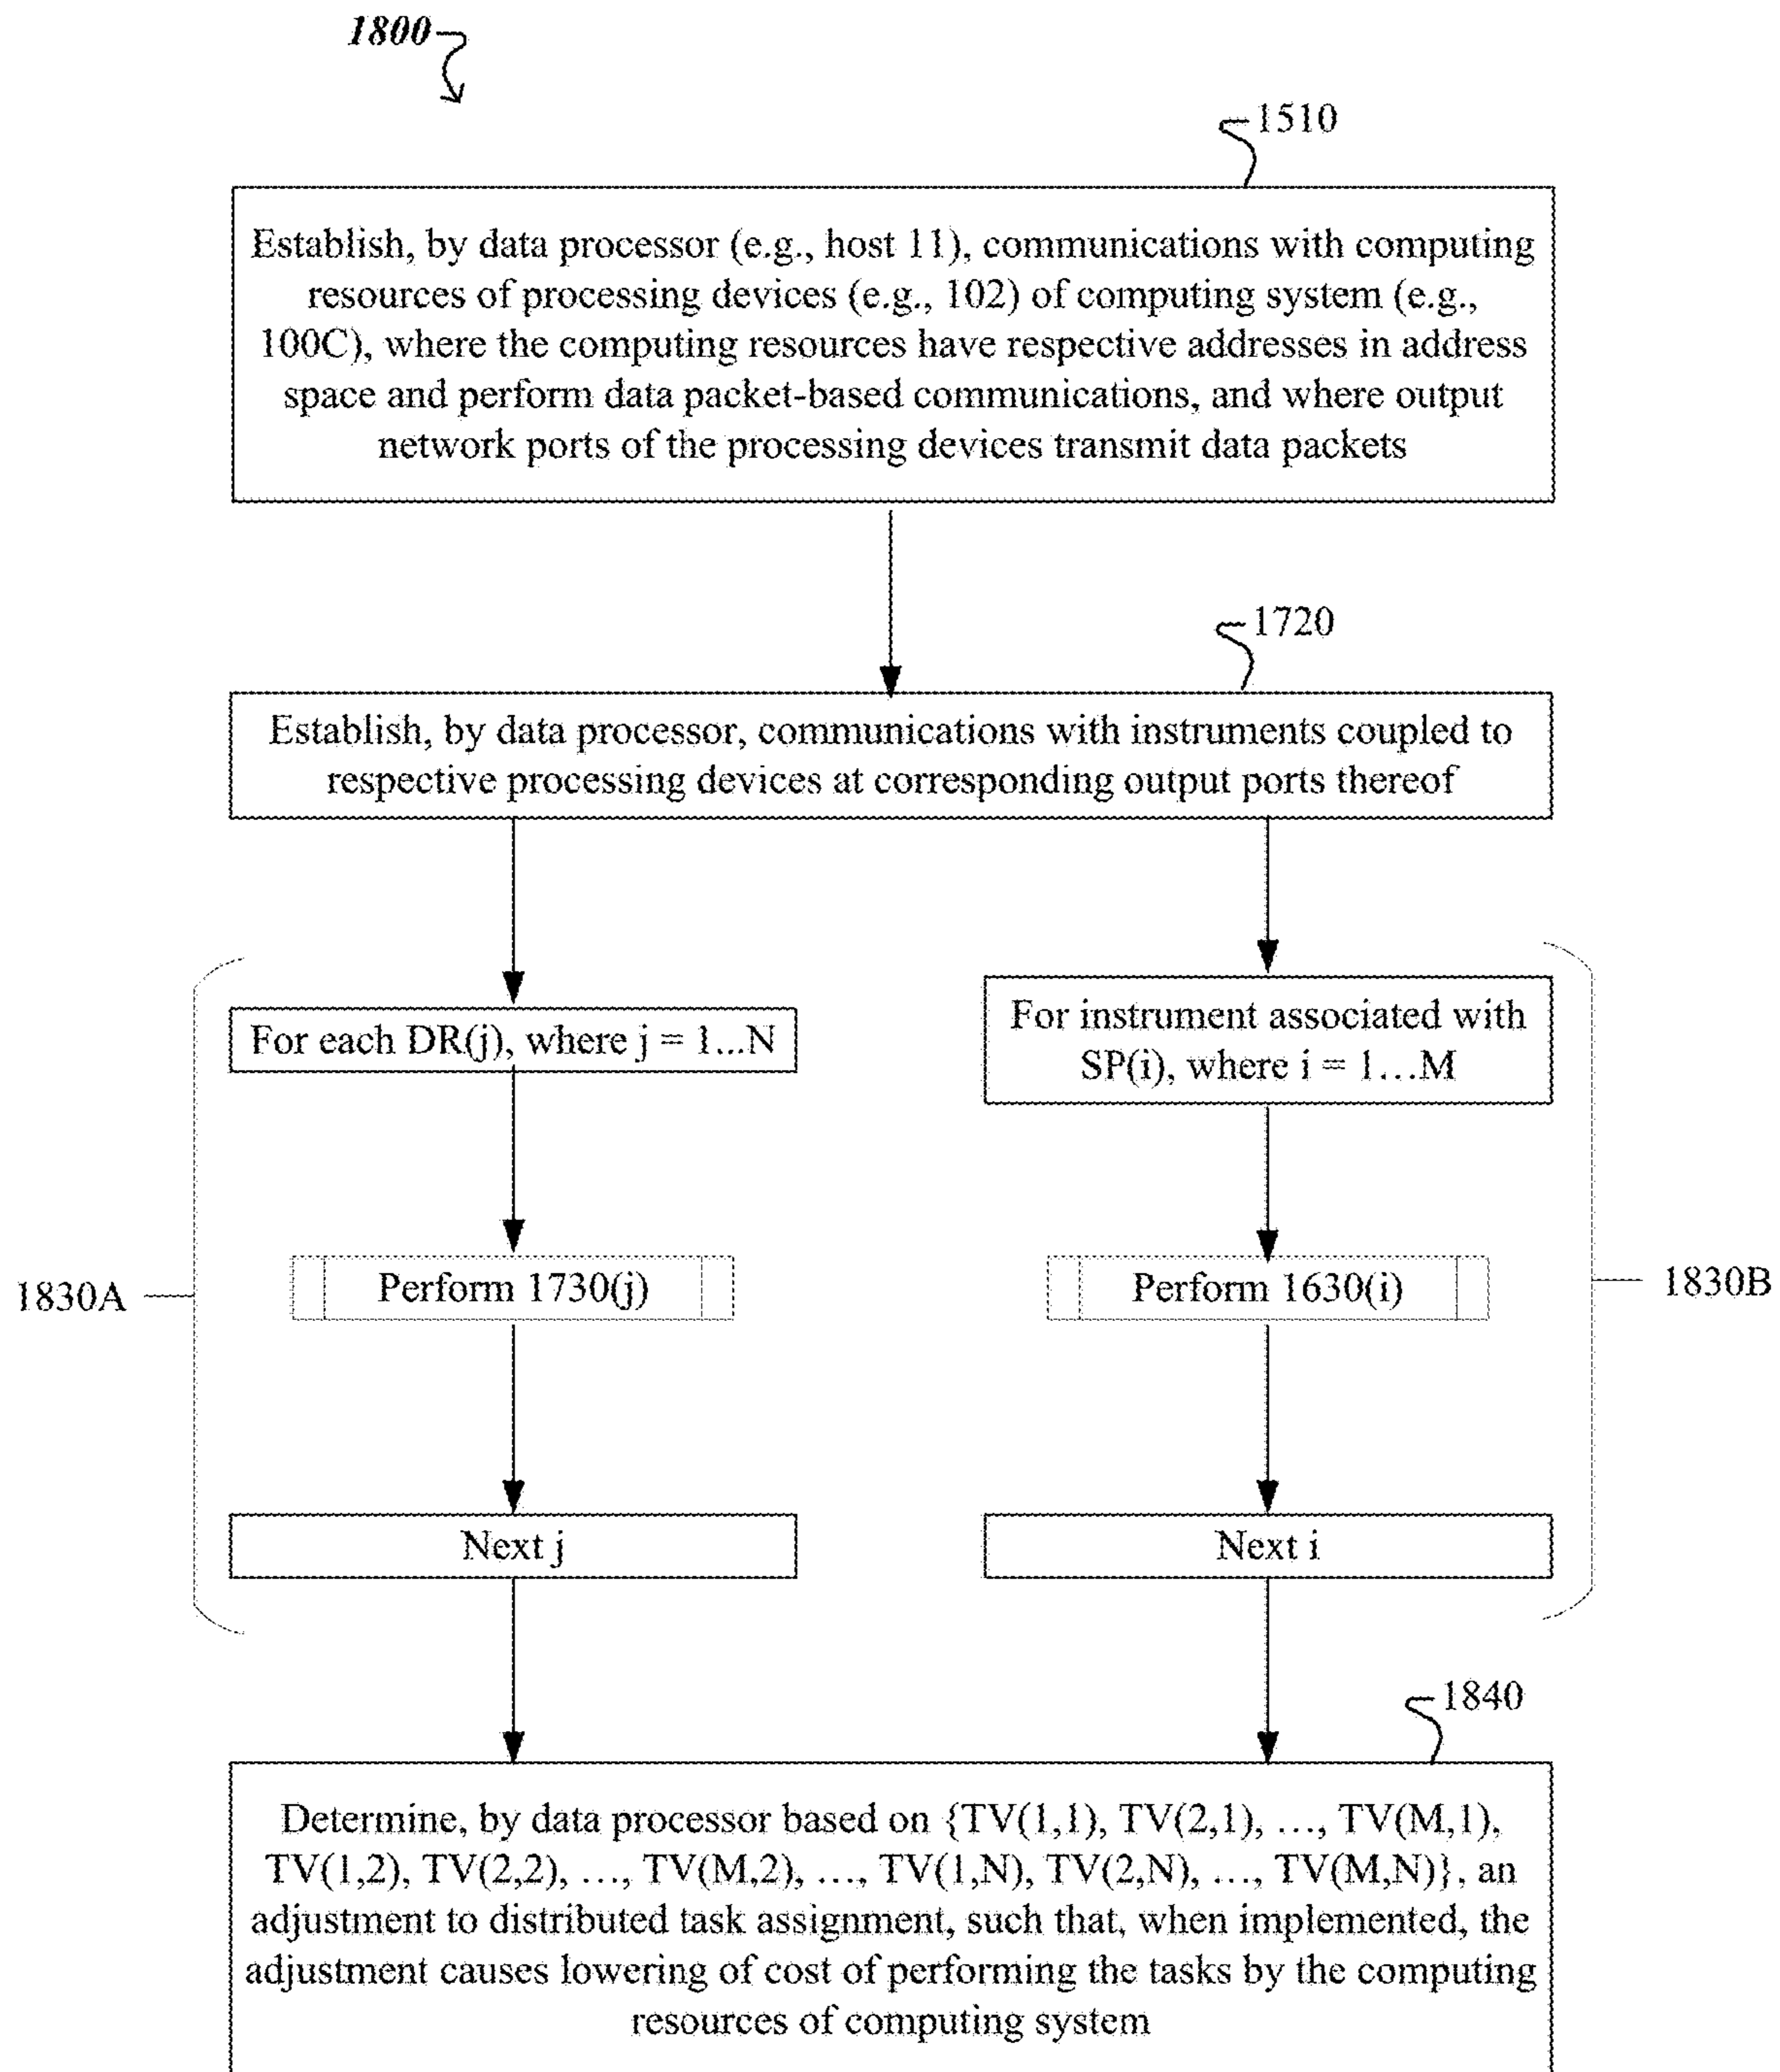 1800
1510
Establish, by data processor (e.g., host 11), communications with computing
resources of processing devices (e.g., 102) of computing system (e.g.,
100C), where the computing resources have respective addresses in address
space and perform data packet-based communications, and where output
network ports of the processing devices transmit data packets
1720
Establish, by data processor, communications with instruments coupled to
respective processing devices at corresponding output ports thereof
For each DR(j), where j = 1...N
For instrument associated with
SP(i), where i = 1…M
1830A
Perform 1730(j)
Perform 1630(i)
1830B
Next j
Next i
1840
Determine, by data processor based on {TV(1,1), TV(2,1), …, TV(M,1),
TV(1,2), TV(2,2), …, TV(M,2), …, TV(1,N), TV(2,N), …, TV(M,N)}, an
adjustment to distributed task assignment, such that, when implemented, the
adjustment causes lowering of cost of performing the tasks by the computing
resources of computing system